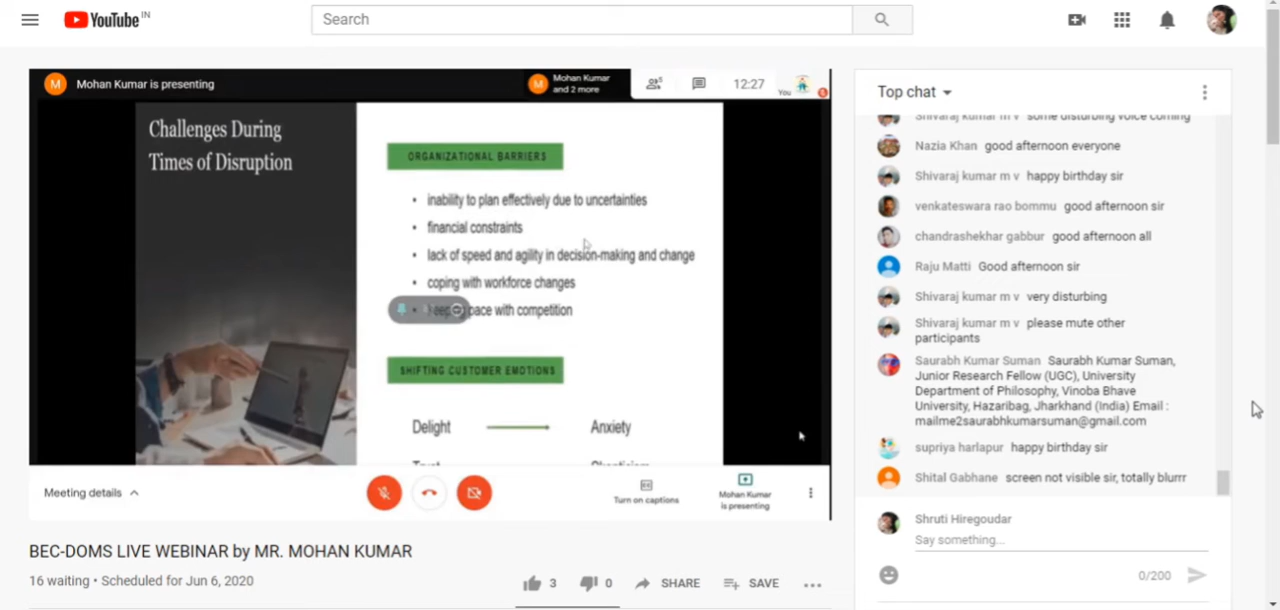 YouTube IN
Search
M Mohan Kumar is presenting
M Mohan Kumar
and 2 more
5
12:27
You
Challenges During
Times of Disruption
ORGANIZATIONAL BARRIERS
• inability to plan effectively due to uncertainties
• financial constraints
• lack of speed and agility in decision-making and change
• coping with workforce changes
pace with competition
SHIFTING CUSTOMER EMOTIONS
Delight Anxiety
Meeting details
Turn on captions
Mohan Kumar
is presenting
BEC-DOMS LIVE WEBINAR by MR. MOHAN KUMAR
16 waiting • Scheduled for Jun 6, 2020
3
0
SHARE
SAVE
Top chat
Shivaraj kumar m v some disturbing voice coming
Nazia Khan good afternoon everyone
Shivaraj kumar m v happy birthday sir
venkateswara rao bommu good afternoon sir
chandrashekhar gabbur good afternoon all
Raju Matti Good afternoon sir
Shivaraj kumar m v very disturbing
Shivaraj kumar m v please mute other
participants
Saurabh Kumar Suman Saurabh Kumar Suman,
Junior Research Fellow (UGC), University
Department of Philosophy, Vinoba Bhave
University, Hazaribag, Jharkhand (India) Email :
mailme2saurabhkumarsuman@gmail.com
supriya harlapur happy birthday sir
Shital Gabhane screen not visible sir, totally blurrr
Shruti Hiregoudar
Say something...
0/200